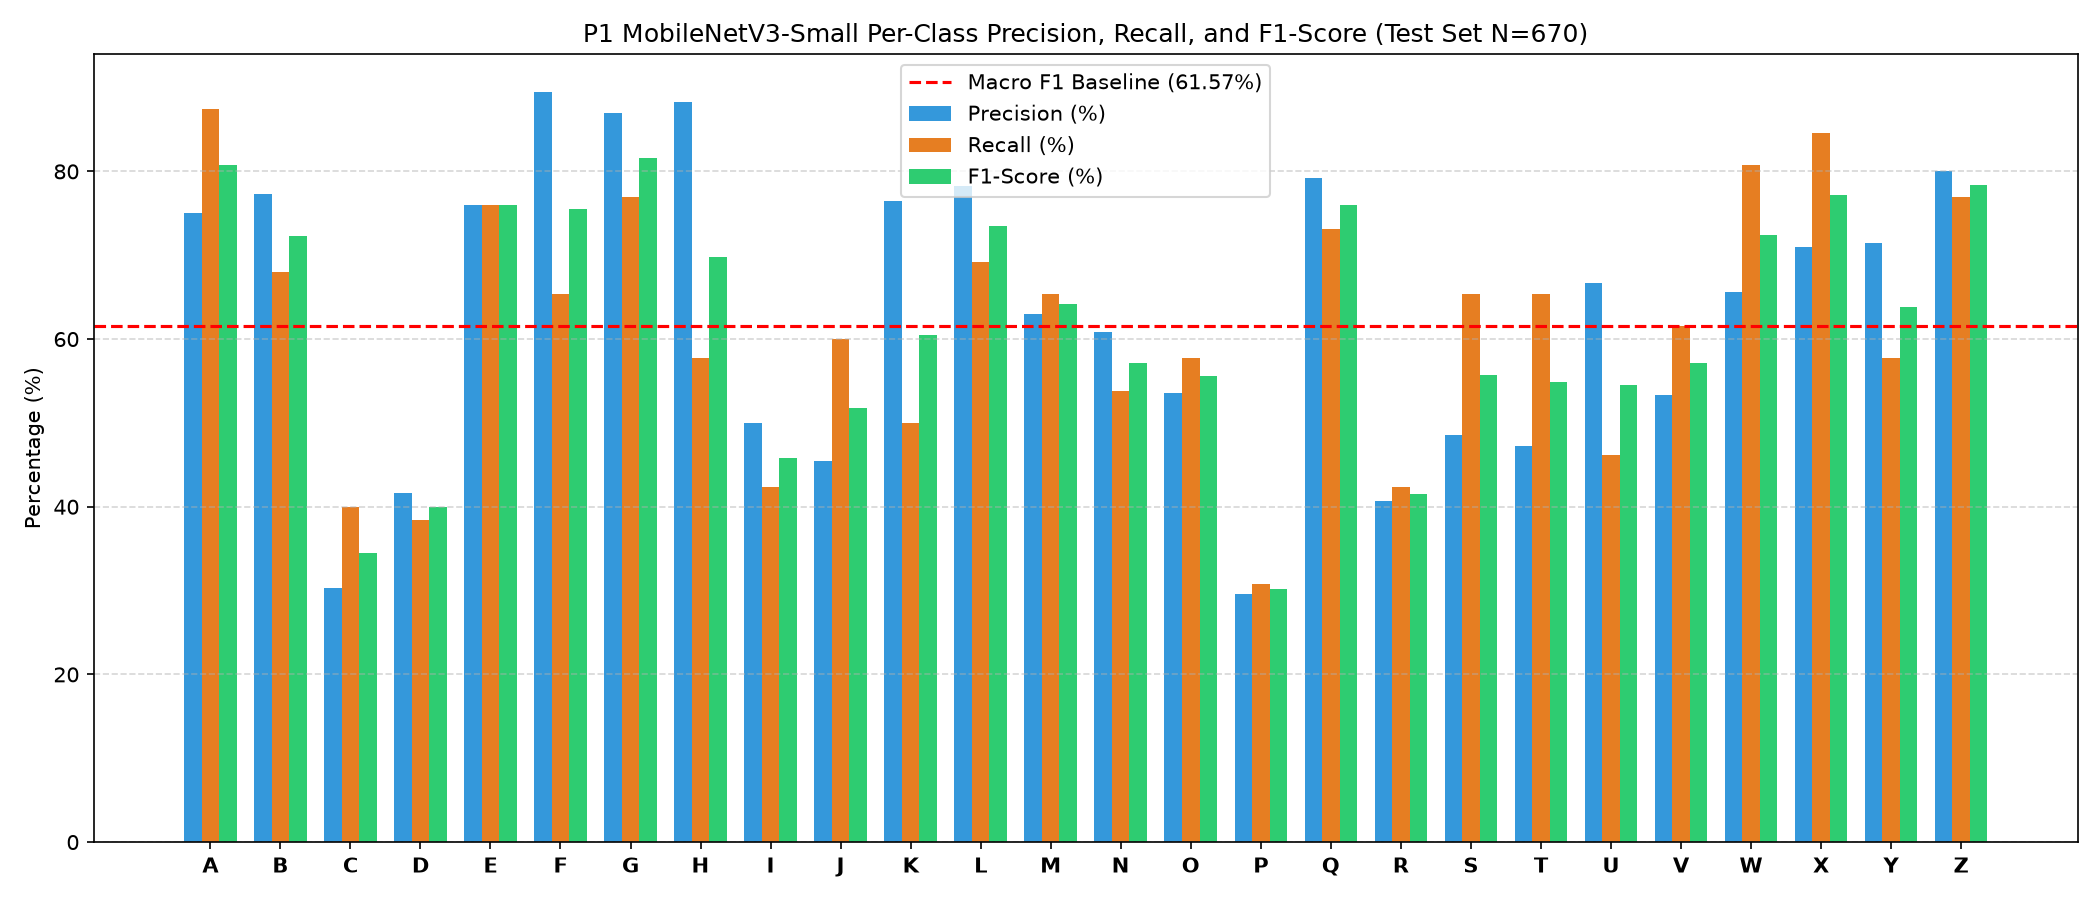 P1 MobileNetV3-Small Per-Class Precision, Recall, and F1-Score (Test Set N=670)
Macro F1 Baseline (61.57%)
Precision (%)
Recall (%)
F1-Score (%)
Percentage (%)
80
60
40
20
0
A B C D E F G H I J K L M N O P Q R S T U V W X Y Z